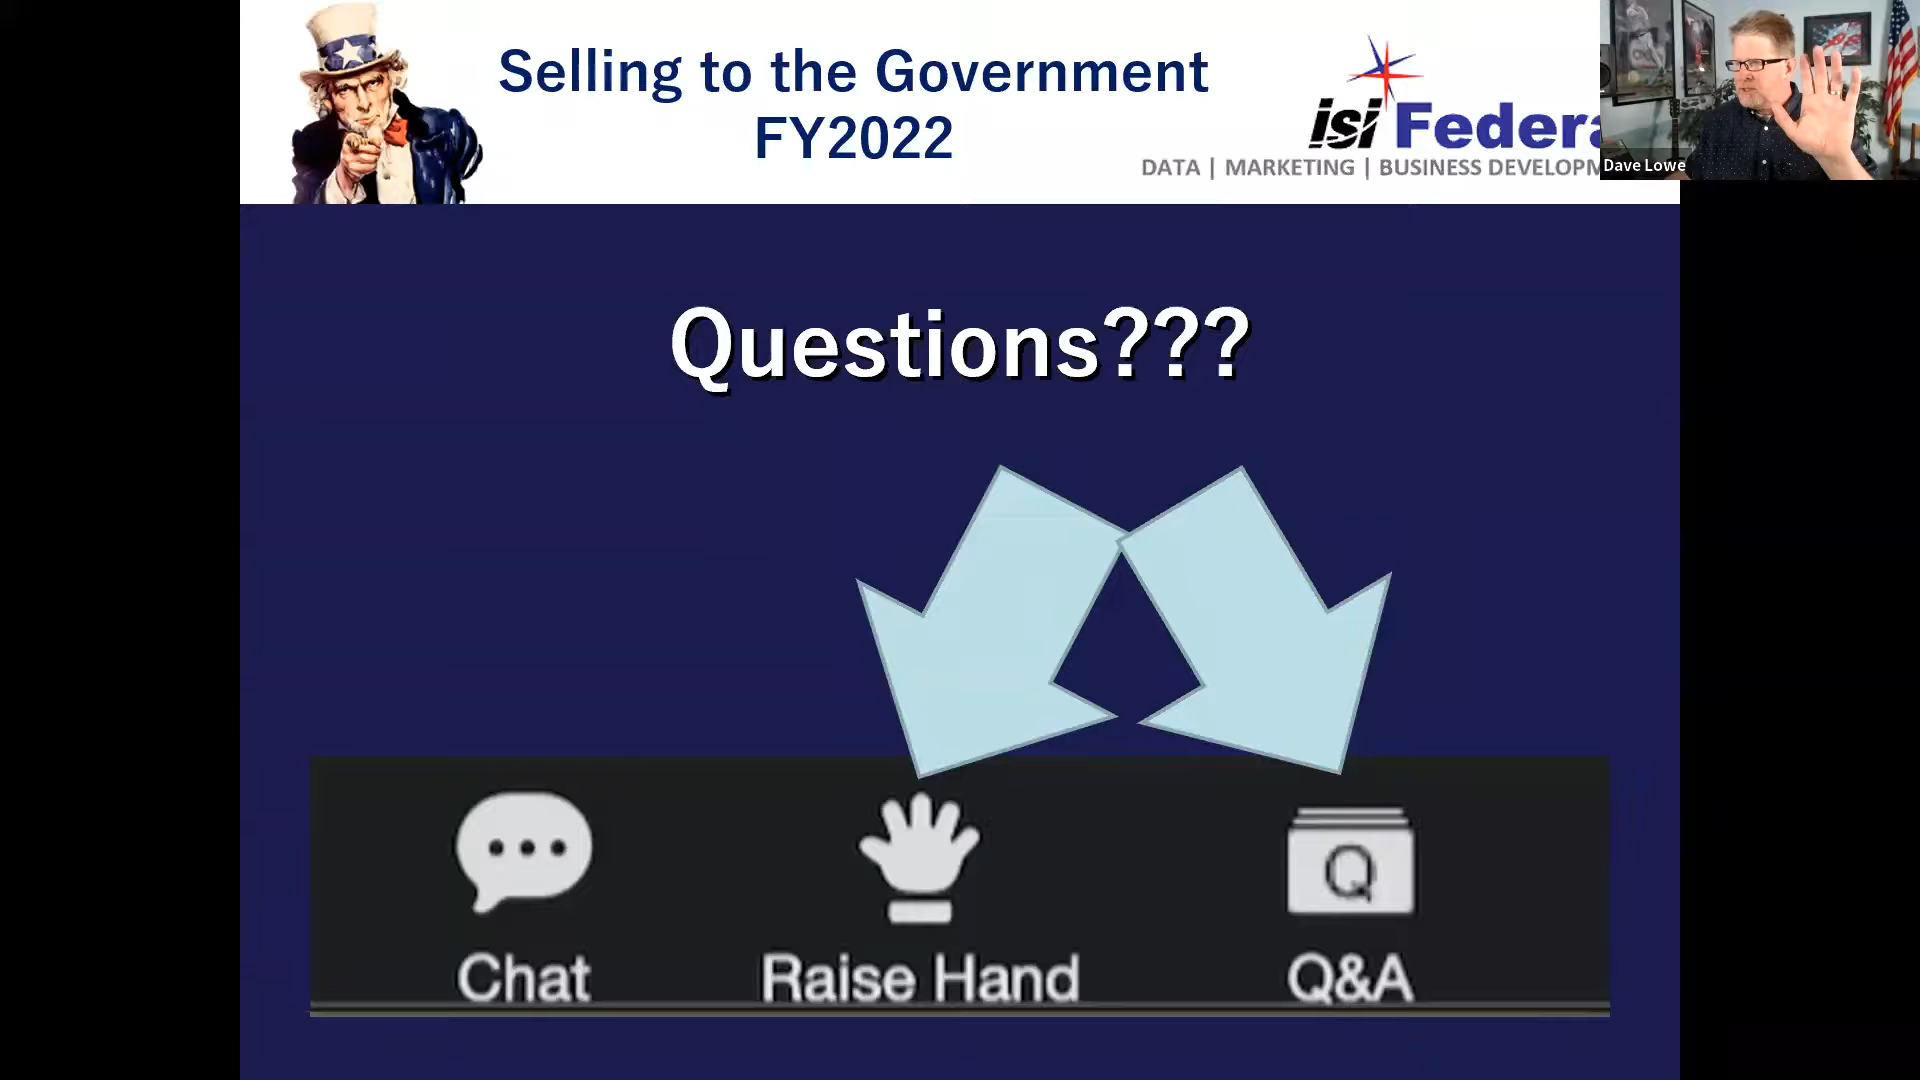 Selling to the Government
FY2022
isi Federa
DATA | MARKETING | BUSINESS DEVELOPM
Dave Lowe
Questions???
Q
Chat
Raise Hand
Q&A